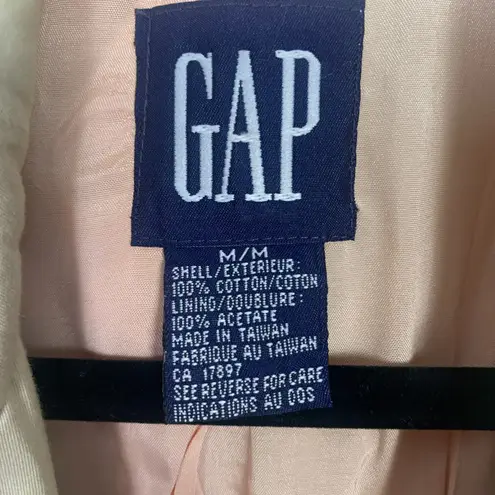 GAP
M/M
SHELL/EXTERIEUR:
100% COTTON/COTON
LINING/DOUBLURE:
100% ACETATE
MADE IN TAIWAN
FABRIQUE AU TAIWAN
CA 17897
SEE REVERSE FOR CARE
INDICATIONS AU DOS